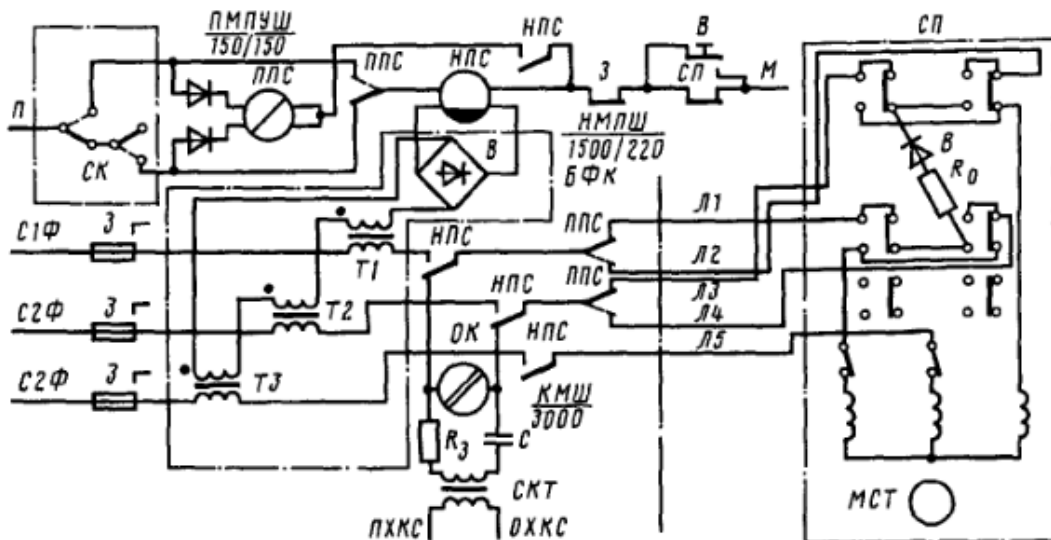 ПМПУШ
150/150
ППС
ППС
НПС
НПС
З
В
СП
М
СП
П
СК
НМПШ
1500/220
БФК
В
В
R0
С1Ф
З
Т1
НПС
ППС
Л1
Л2
С2Ф
З
Т2
НПС
ППС
Л3
Л4
ОК
НПС
Л5
С2Ф
З
Т3
КМШ
3000
R3
С
СКТ
ПХКС
ОХКС
МСТ